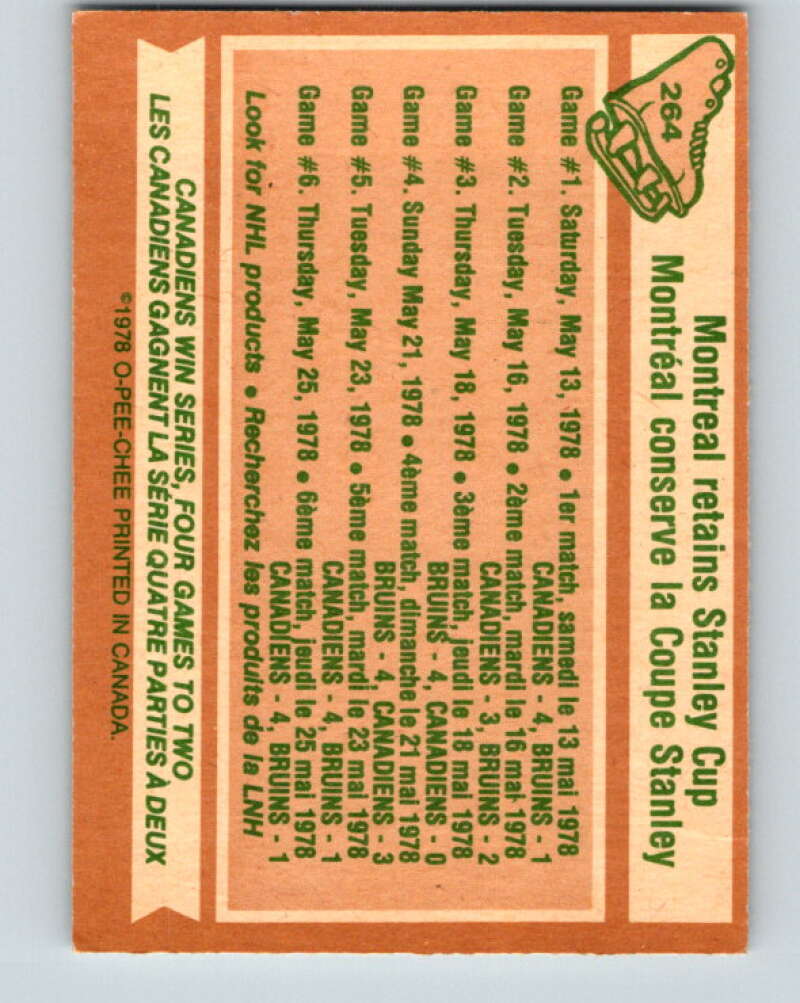 264
Montreal retains Stanley Cup
Montréal conserve la Coupe Stanley
Game #1. Saturday, May 13, 1978 • 1er match, samedi le 13 mai 1978
CANADIENS - 4, BRUINS - 1
Game #2. Tuesday, May 16, 1978 • 2ème match, mardi le 16 mai 1978
CANADIENS - 3, BRUINS - 2
Game #3. Thursday, May 18, 1978 • 3ème match, jeudi le 18 mai 1978
BRUINS - 4, CANADIENS - 0
Game #4. Sunday May 21, 1978 • 4ème match, dimanche le 21 mai 1978
BRUINS - 4, CANADIENS - 3
Game #5. Tuesday, May 23, 1978 • 5ème match, mardi le 23 mai 1978
CANADIENS - 4, BRUINS - 1
Game #6. Thursday, May 25, 1978 • 6ème match, jeudi le 25 mai 1978
CANADIENS - 4, BRUINS - 1
Look for NHL products • Recherchez les produits de la LNH
CANADIENS WIN SERIES, FOUR GAMES TO TWO
LES CANADIENS GAGNENT LA SÉRIE QUATRE PARTIES À DEUX
©1978 O-PEE-CHEE PRINTED IN CANADA.